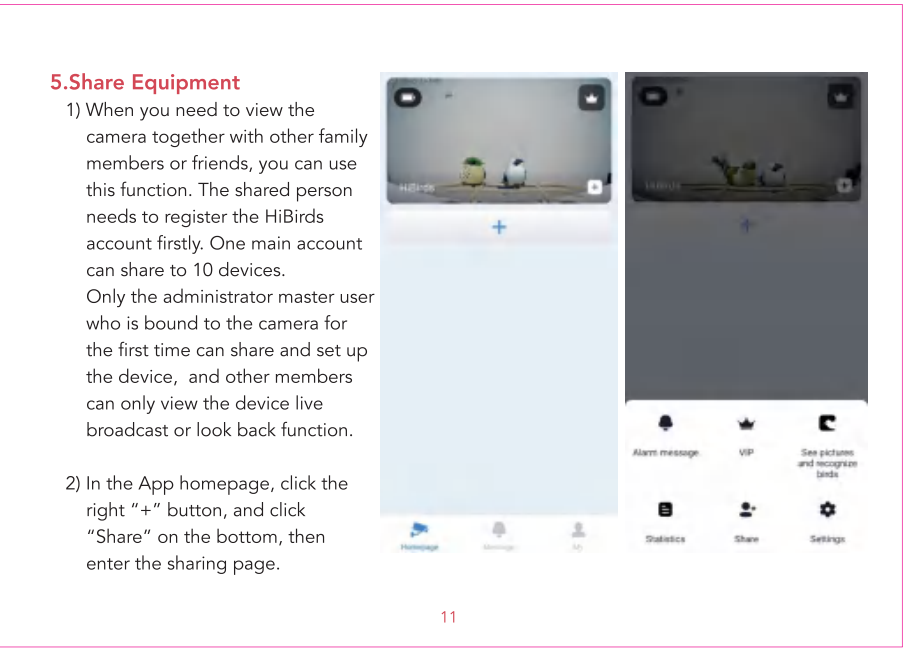 5.Share Equipment
1) When you need to view the
camera together with other family
members or friends, you can use
this function. The shared person
needs to register the HiBirds
account firstly. One main account
can share to 10 devices.
Only the administrator master user
who is bound to the camera for
the first time can share and set up
the device,  and other members
can only view the device live
broadcast or look back function.
2) In the App homepage, click the
right “+” button, and click
“Share” on the bottom, then
enter the sharing page.
HiBirds
Homepage
Message
My
HiBirds
Alarm message
VIP
See pictures
and recognize
birds
Statistics
Share
Settings
11